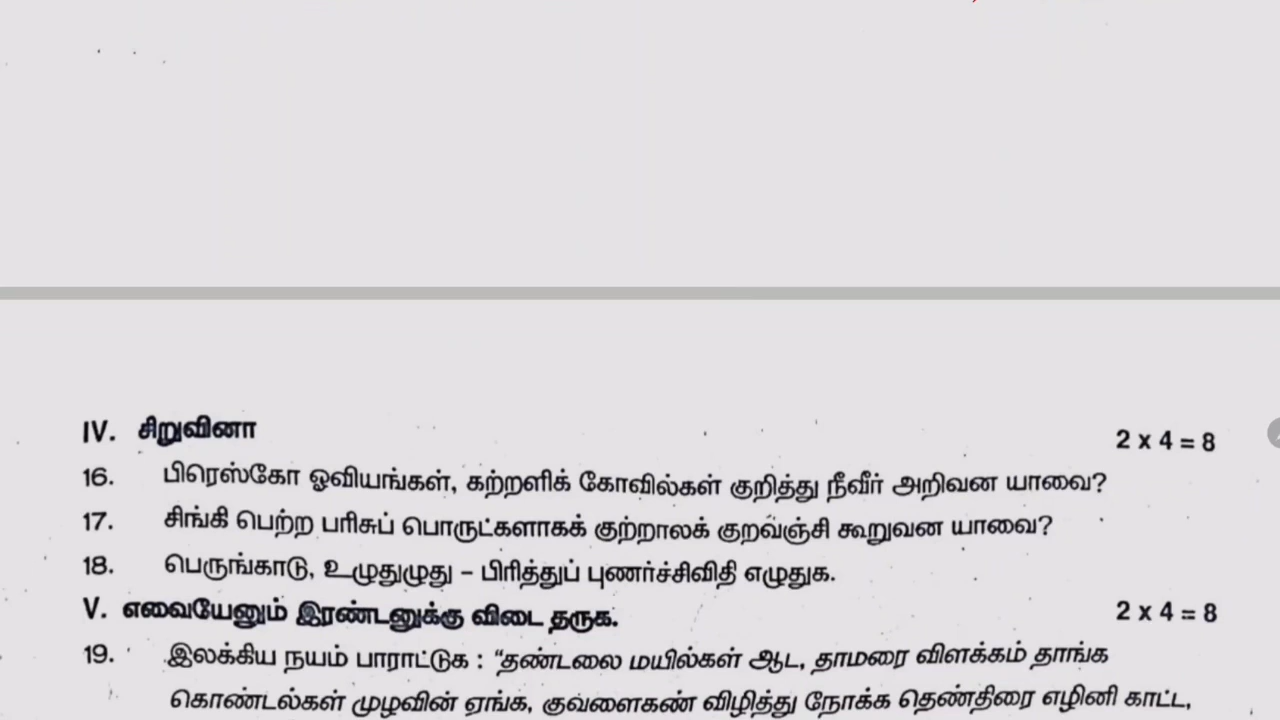 IV. சிறுவினா
2 x 4 = 8
16. பிரெஸ்கோ ஓவியங்கள், கற்றளிக் கோவில்கள் குறித்து நீவீர் அறிவன யாவை?
17. சிங்கி பெற்ற பரிசுப் பொருட்களாகக் குற்றாலக் குறவஞ்சி கூறுவன யாவை?
18. பெருங்காடு, உழுதுழுது – பிரித்துப் புணர்ச்சிவிதி எழுதுக.
V. எவையேனும் இரண்டனுக்கு விடை தருக.
2 x 4 = 8
19. இலக்கிய நயம் பாராட்டுக : “தண்டலை மயில்கள் ஆட, தாமரை விளக்கம் தாங்க
கொண்டல்கள் முழவின் ஏங்க, குவளைகண் விழித்து நோக்க தெண்திரை எழினி காட்ட,